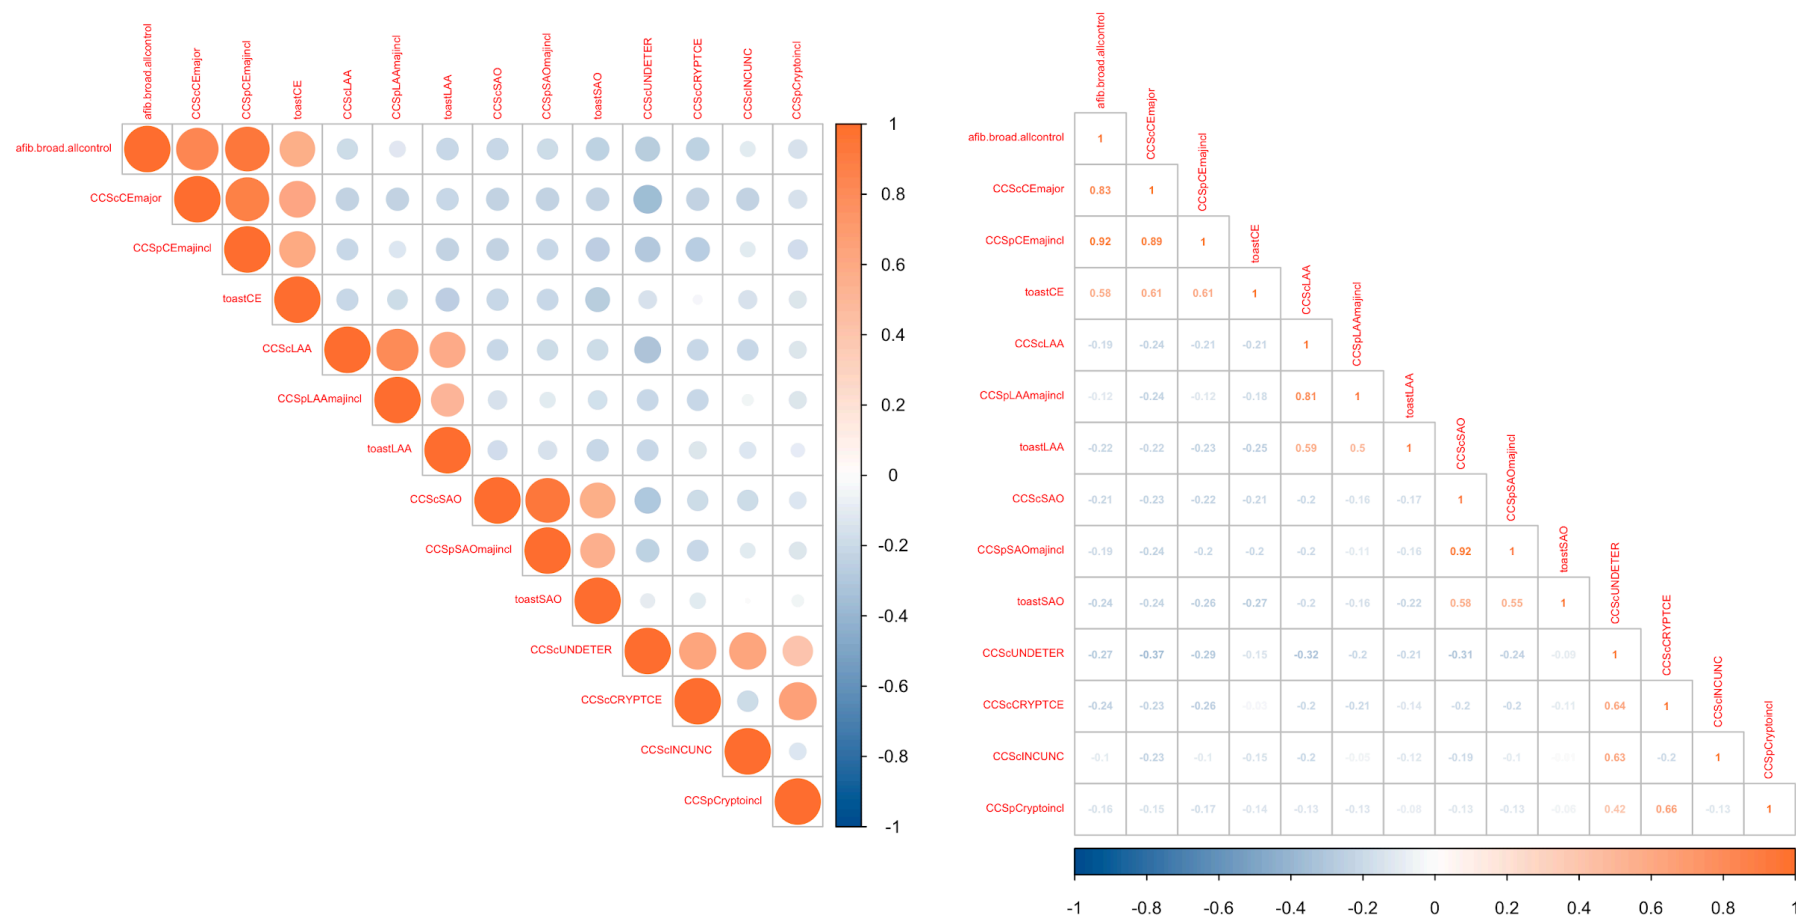 afib.broad.allcontrol
CCScCEmajor
CCSpCEmajincl
toastCE
CCScLAA
CCSpLAAmajincl
toastLAA
CCScSAO
CCSpSAOmajincl
toastSAO
CCScUNDETER
CCScCRYPTCE
CCScINCUNC
CCSpCryptoincl
afib.broad.allcontrol
CCScCEmajor
CCSpCEmajincl
toastCE
CCScLAA
CCSpLAAmajincl
toastLAA
CCScSAO
CCSpSAOmajincl
toastSAO
CCScUNDETER
CCScCRYPTCE
CCScINCUNC
CCSpCryptoincl
1
0.8
0.6
0.4
0.2
0
-0.2
-0.4
-0.6
-0.8
-1
afib.broad.allcontrol
CCScCEmajor
CCSpCEmajincl
toastCE
CCScLAA
CCSpLAAmajincl
toastLAA
CCScSAO
CCSpSAOmajincl
toastSAO
CCScUNDETER
CCScCRYPTCE
CCScINCUNC
CCSpCryptoincl
afib.broad.allcontrol 1
CCScCEmajor 0.83 1
CCSpCEmajincl 0.92 0.89 1
toastCE 0.58 0.61 0.61 1
CCScLAA -0.19 -0.24 -0.21 -0.21 1
CCSpLAAmajincl -0.12 -0.24 -0.12 -0.18 0.81 1
toastLAA -0.22 -0.22 -0.23 -0.25 0.59 0.5 1
CCScSAO -0.21 -0.23 -0.22 -0.21 -0.2 -0.16 -0.17 1
CCSpSAOmajincl -0.19 -0.24 -0.2 -0.2 -0.2 -0.11 -0.16 0.92 1
toastSAO -0.24 -0.24 -0.26 -0.27 -0.2 -0.16 -0.22 0.58 0.55 1
CCScUNDETER -0.27 -0.37 -0.29 -0.15 -0.32 -0.2 -0.21 -0.31 -0.24 -0.09 1
CCScCRYPTCE -0.24 -0.23 -0.26 -0.03 -0.2 -0.21 -0.14 -0.2 -0.2 -0.11 0.64 1
CCScINCUNC -0.1 -0.23 -0.1 -0.15 -0.2 -0.05 -0.12 -0.19 -0.1 -0.01 0.63 -0.2 1
CCSpCryptoincl -0.16 -0.15 -0.17 -0.14 -0.13 -0.13 -0.08 -0.13 -0.13 0.42 0.66 -0.13 1
-1 -0.8 -0.6 -0.4 -0.2 0 0.2 0.4 0.6 0.8 1